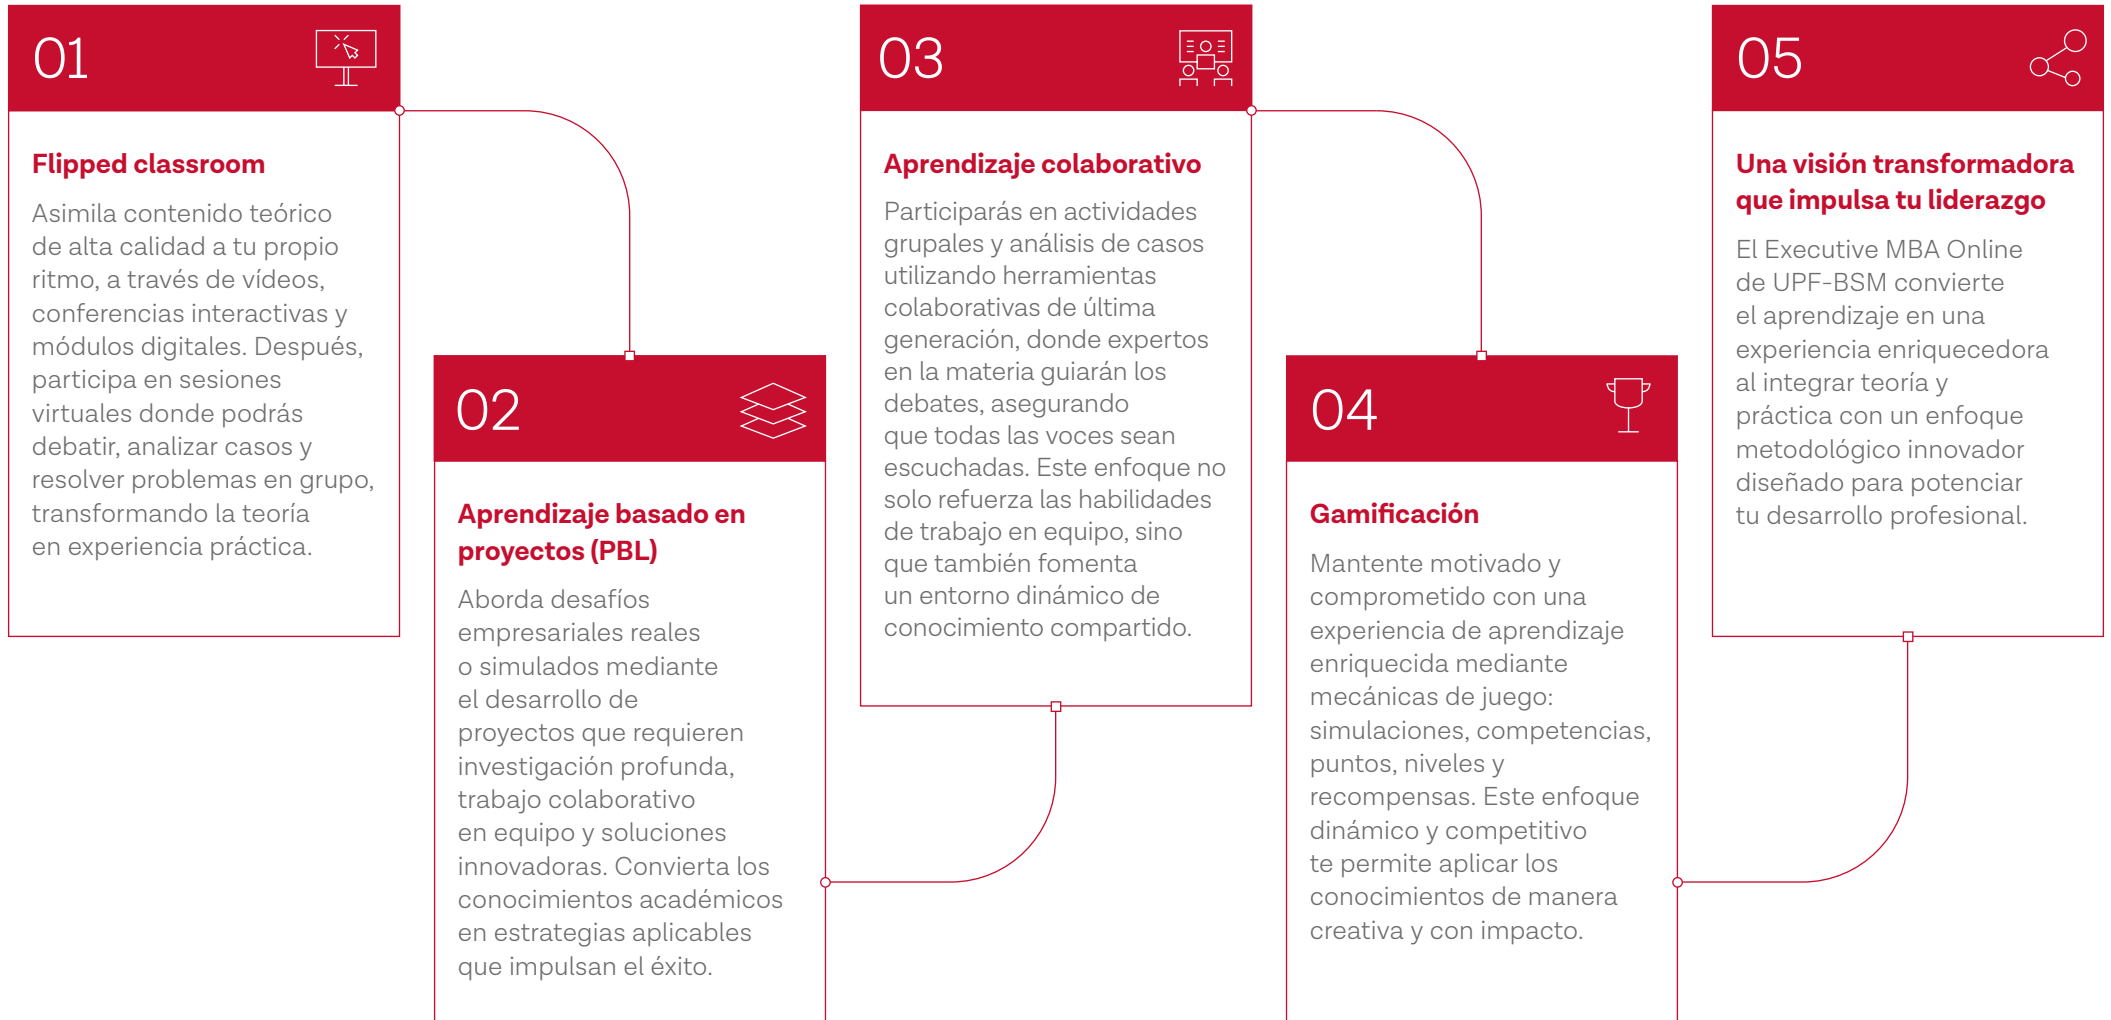 01
Flipped classroom
Asimila contenido teórico
de alta calidad a tu propio
ritmo, a través de vídeos,
conferencias interactivas y
módulos digitales. Después,
participa en sesiones
virtuales donde podrás
debatir, analizar casos y
resolver problemas en grupo,
transformando la teoría
en experiencia práctica.
02
Aprendizaje basado en
proyectos (PBL)
Aborda desafíos
empresariales reales
o simulados mediante
el desarrollo de
proyectos que requieren
investigación profunda,
trabajo colaborativo
en equipo y soluciones
innovadoras. Convierta los
conocimientos académicos
en estrategias aplicables
que impulsan el éxito.
03
Aprendizaje colaborativo
Participarás en actividades
grupales y análisis de casos
utilizando herramientas
colaborativas de última
generación, donde expertos
en la materia guiarán los
debates, asegurando
que todas las voces sean
escuchadas. Este enfoque no
solo refuerza las habilidades
de trabajo en equipo, sino
que también fomenta
un entorno dinámico de
conocimiento compartido.
04
Gamificación
Mantente motivado y
comprometido con una
experiencia de aprendizaje
enriquecida mediante
mecánicas de juego:
simulaciones, competencias,
puntos, niveles y
recompensas. Este enfoque
dinámico y competitivo
te permite aplicar los
conocimientos de manera
creativa y con impacto.
05
Una visión transformadora
que impulsa tu liderazgo
El Executive MBA Online
de UPF-BSM convierte
el aprendizaje en una
experiencia enriquecedora
al integrar teoría y
práctica con un enfoque
metodológico innovador
diseñado para potenciar
tu desarrollo profesional.